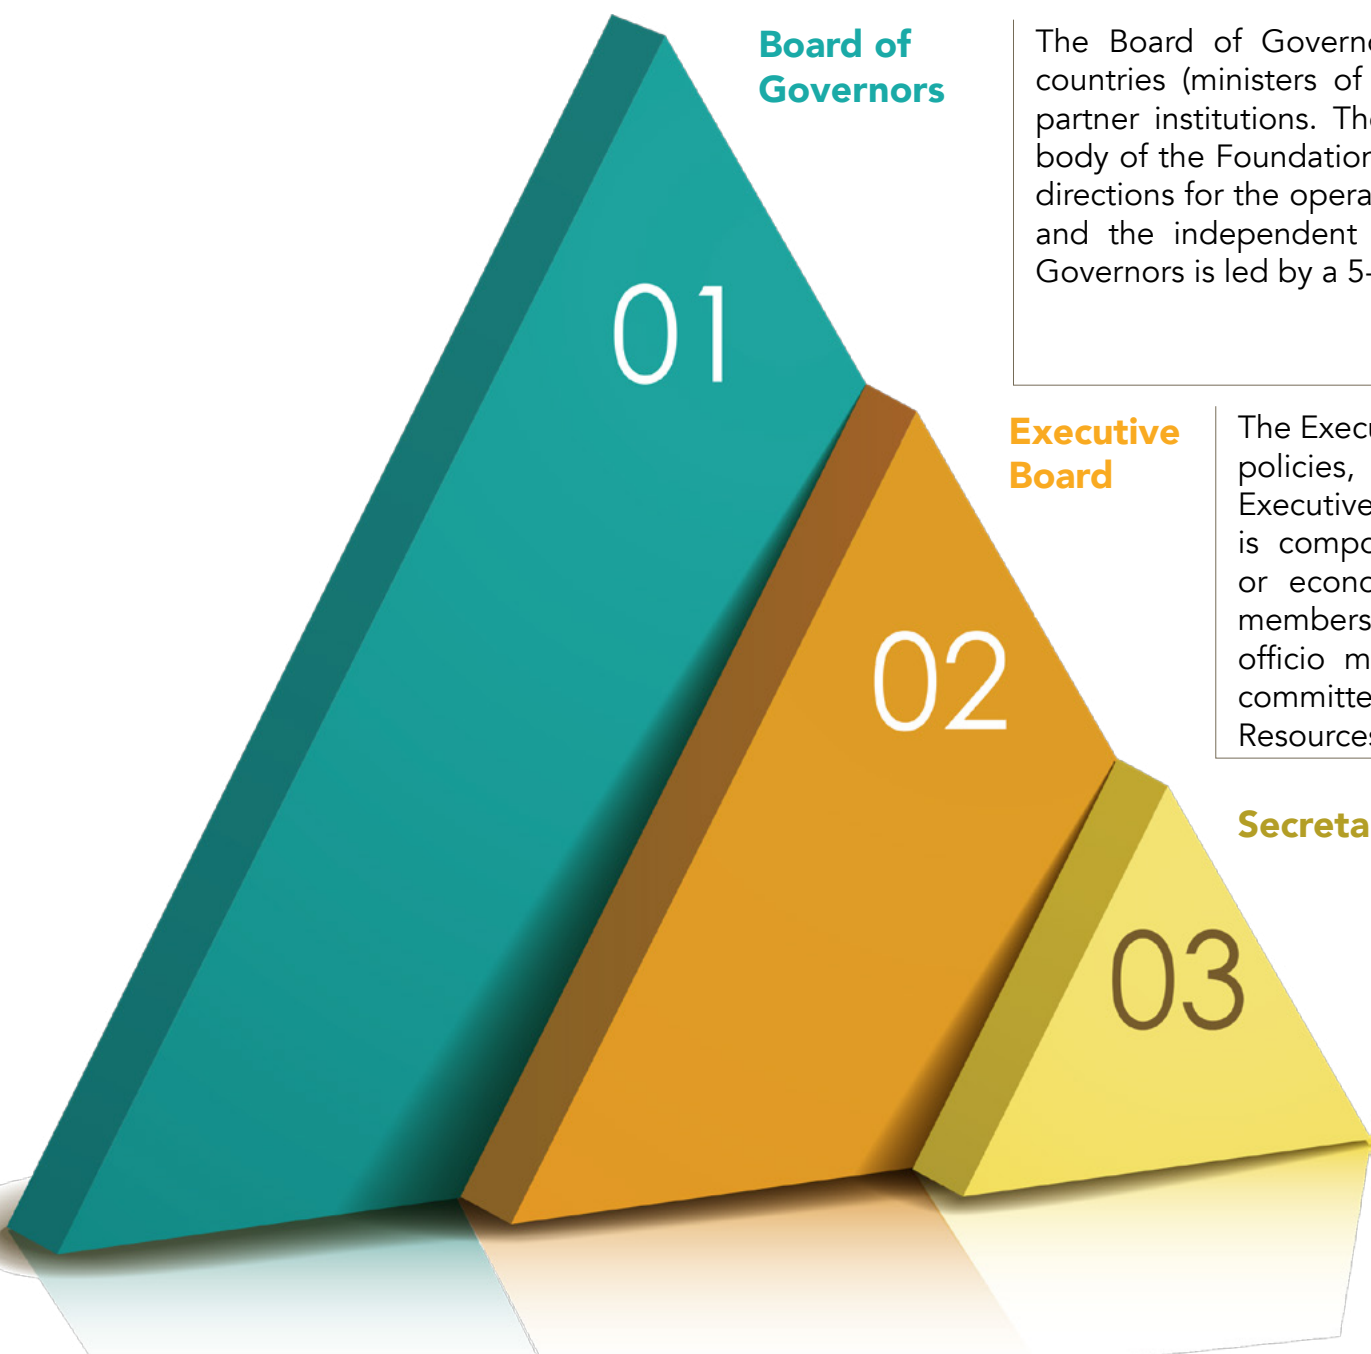 Board of
Governors
The Board of Governo
countries (ministers of
partner institutions. The
body of the Foundation
directions for the opera
and the independent
Governors is led by a 5-
01
Executive
Board
The Execu
policies,
Executive
is compo
or econo
members
officio m
committe
Resources
02
Secreta
03